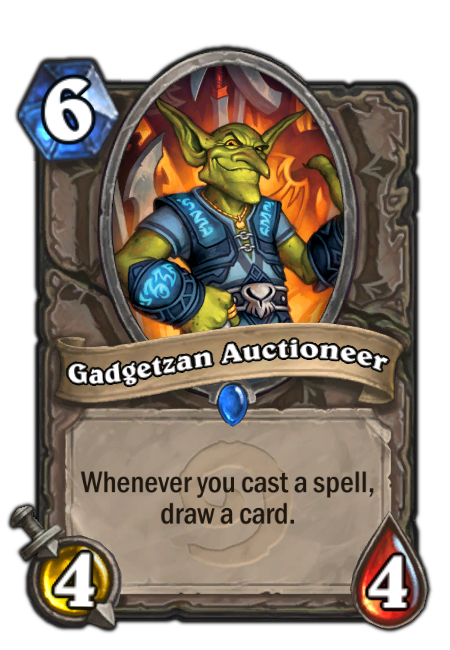 6
Gadgetzan Auctioneer
Whenever you cast a spell,
draw a card.
4
4